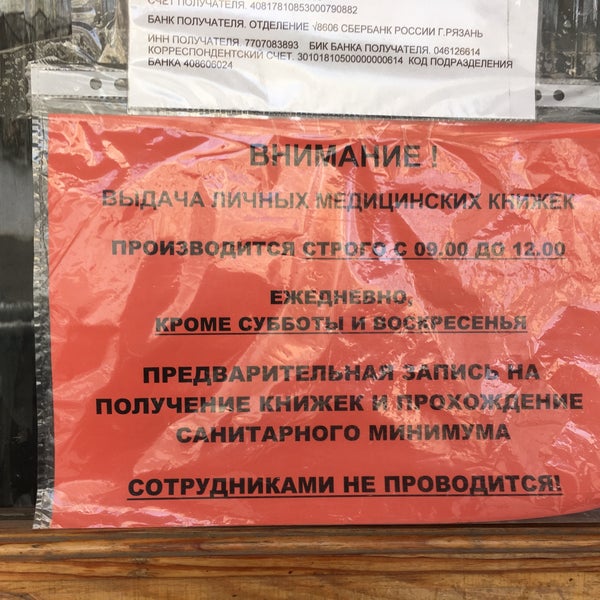 СЧЕТ ПОЛУЧАТЕЛЯ. 40817810853000790882
БАНК ПОЛУЧАТЕЛЯ. ОТДЕЛЕНИЕ √8606 СБЕРБАНК РОССИИ Г.РЯЗАНЬ
ИНН ПОЛУЧАТЕЛЯ. 7707083893 БИК БАНКА ПОЛУЧАТЕЛЯ. 046126614
КОРРЕСПОНДЕНТСКИЙ СЧЕТ. 30101810500000000614 КОД ПОДРАЗДЕЛЕНИЯ
БАНКА 408606024
ВНИМАНИЕ !
ВЫДАЧА ЛИЧНЫХ МЕДИЦИНСКИХ КНИЖЕК
ПРОИЗВОДИТСЯ СТРОГО С 09.00 ДО 12.00
ЕЖЕДНЕВНО,
КРОМЕ СУББОТЫ И ВОСКРЕСЕНЬЯ
ПРЕДВАРИТЕЛЬНАЯ ЗАПИСЬ НА
ПОЛУЧЕНИЕ КНИЖЕК И ПРОХОЖДЕНИЕ
САНИТАРНОГО МИНИМУМА
СОТРУДНИКАМИ НЕ ПРОВОДИТСЯ!